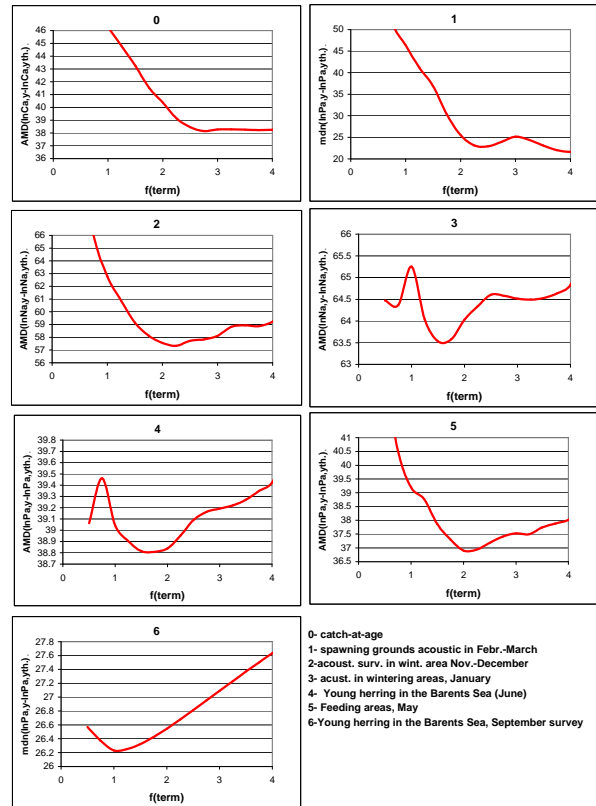 0
AMD(lnCa,y-lnCa,yth.).
46
45
44
43
42
41
40
39
38
37
36
0 1 2 3 4
f(term)
1
mdn(lnPa,y-lnPa,yth.).
50
45
40
35
30
25
20
0 1 2 3 4
f(term)
2
AMD(lnNa,y-lnNa,yth.).
66
65
64
63
62
61
60
59
58
57
56
0 1 2 3 4
f(term)
3
AMD(lnNa,y-lnNa,yth.).
66
65.5
65
64.5
64
63.5
63
0 1 2 3 4
f(term)
4
AMD(lnPa,y-lnPa,yth.).
39.8
39.7
39.6
39.5
39.4
39.3
39.2
39.1
39
38.9
38.8
38.7
0 1 2 3 4
f(term)
5
AMD(lnPa,y-lnPa,yth.).
41
40.5
40
39.5
39
38.5
38
37.5
37
36.5
0 1 2 3 4
f(term)
6
mdn(lnPa,y-lnPa,yth.).
27.8
27.6
27.4
27.2
27
26.8
26.6
26.4
26.2
26
0 1 2 3 4
f(term)
0- catch-at-age
1- spawning grounds acoustic in Febr.-March
2-acoust. surv. in wint. area Nov.-December
3- acust. in wintering areas, January
4- Young herring in the Barents Sea (June)
5- Feeding areas, May
6-Young herring in the Barents Sea, September survey